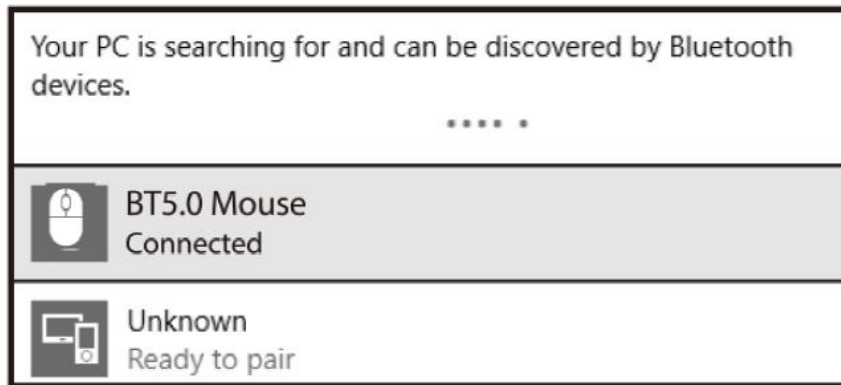 Your PC is searching for and can be discovered by Bluetooth
devices.
BT5.0 Mouse
Connected
Unknown
Ready to pair